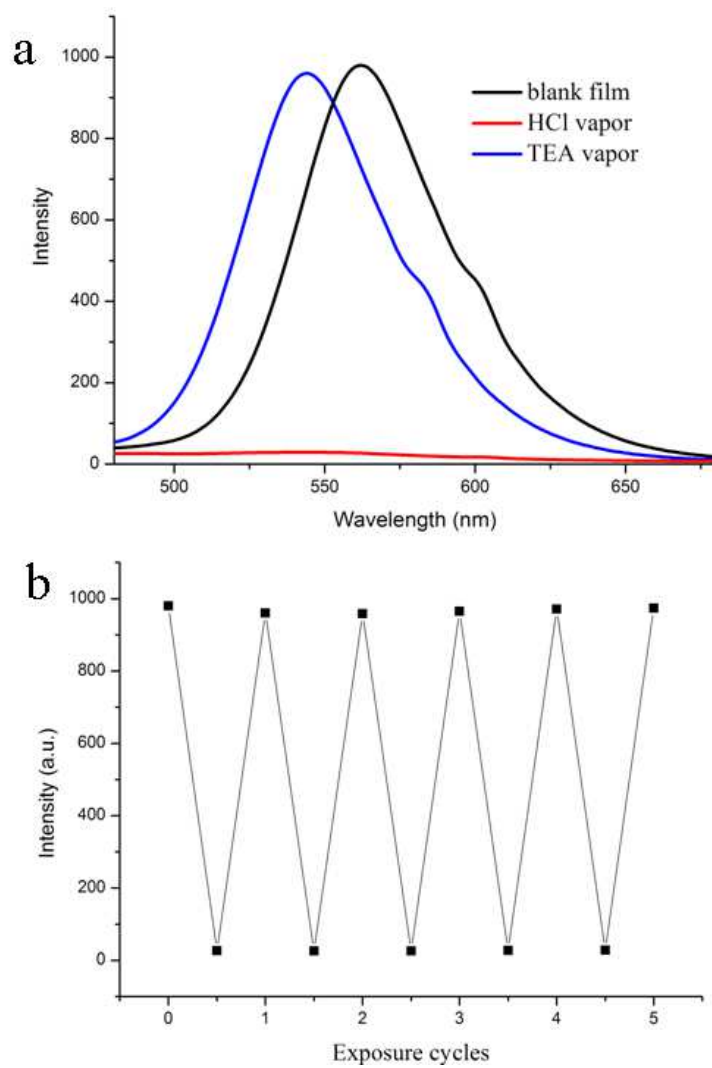 a
1000
800
600
400
200
0
Intensity
blank film
HCl vapor
TEA vapor
500 550 600 650
Wavelength (nm)
b
1000
800
600
400
200
0
Intensity (a.u.)
0 1 2 3 4 5
Exposure cycles